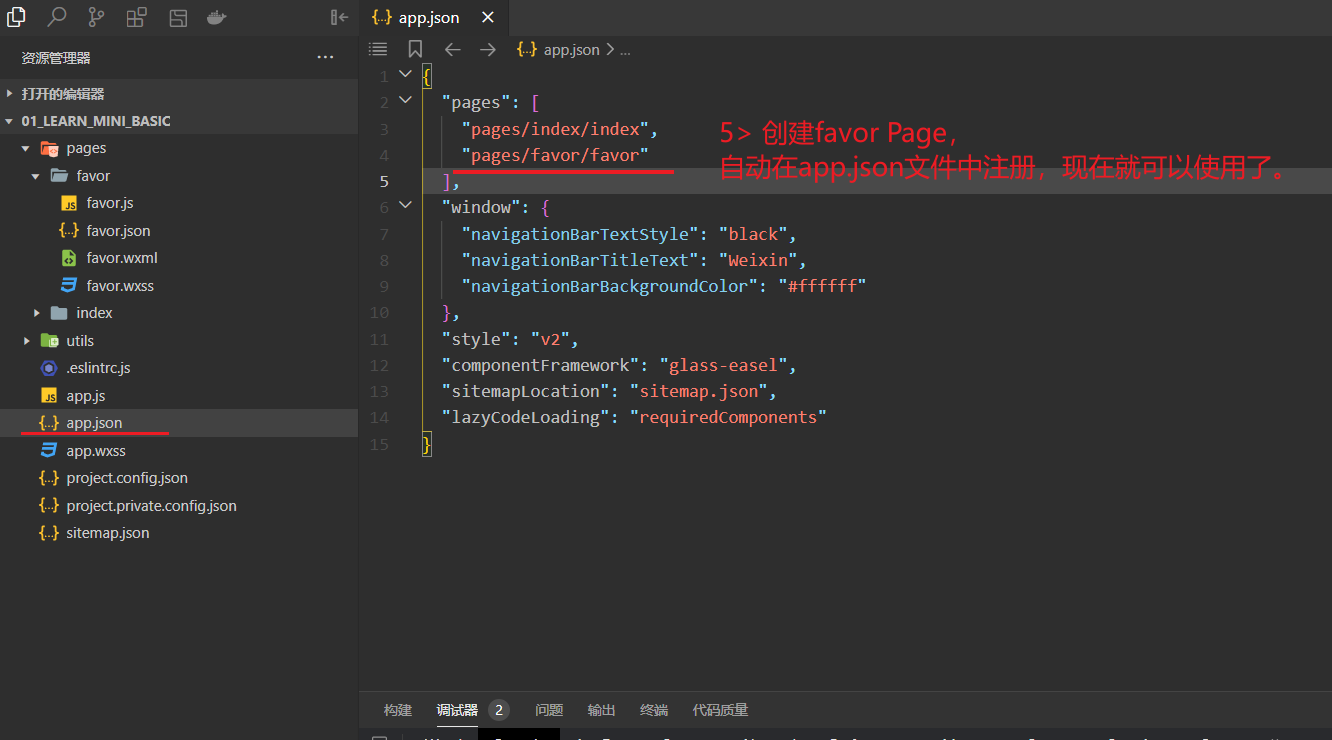 app.json
资源管理器
app.json > ...
打开的编辑器
01_LEARN_MINI_BASIC
pages
favor
favor.js
favor.json
favor.wxml
favor.wxss
index
utils
.eslintrc.js
app.js
app.json
app.wxss
project.config.json
project.private.config.json
sitemap.json
1 {
2 "pages": [
3 "pages/index/index",
4 "pages/favor/favor"
5 ],
6 "window": {
7 "navigationBarTextStyle": "black",
8 "navigationBarTitleText": "Weixin",
9 "navigationBarBackgroundColor": "#ffffff"
10 },
11 "style": "v2",
12 "componentFramework": "glass-easel",
13 "sitemapLocation": "sitemap.json",
14 "lazyCodeLoading": "requiredComponents"
15 }
5> 创建favor Page，
自动在app.json文件中注册，现在就可以使用了。
构建 调试器 2 问题 输出 终端 代码质量